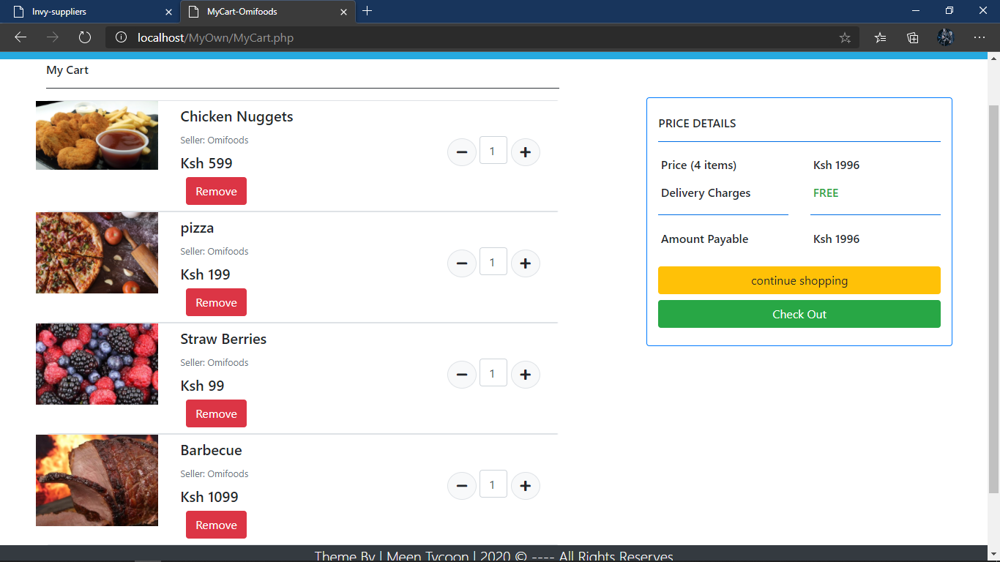 Invy-suppliers
MyCart-Omifoods
localhost/MyOwn/MyCart.php
My Cart
Chicken Nuggets
Seller: Omifoods
Ksh 599
1
Remove
pizza
Seller: Omifoods
Ksh 199
1
Remove
Straw Berries
Seller: Omifoods
Ksh 99
1
Remove
Barbecue
Seller: Omifoods
Ksh 1099
1
Remove
PRICE DETAILS
Price (4 items) Ksh 1996
Delivery Charges FREE
Amount Payable Ksh 1996
continue shopping
Check Out
Theme By | Meen Tycoon | 2020 © ---- All Rights Reserves